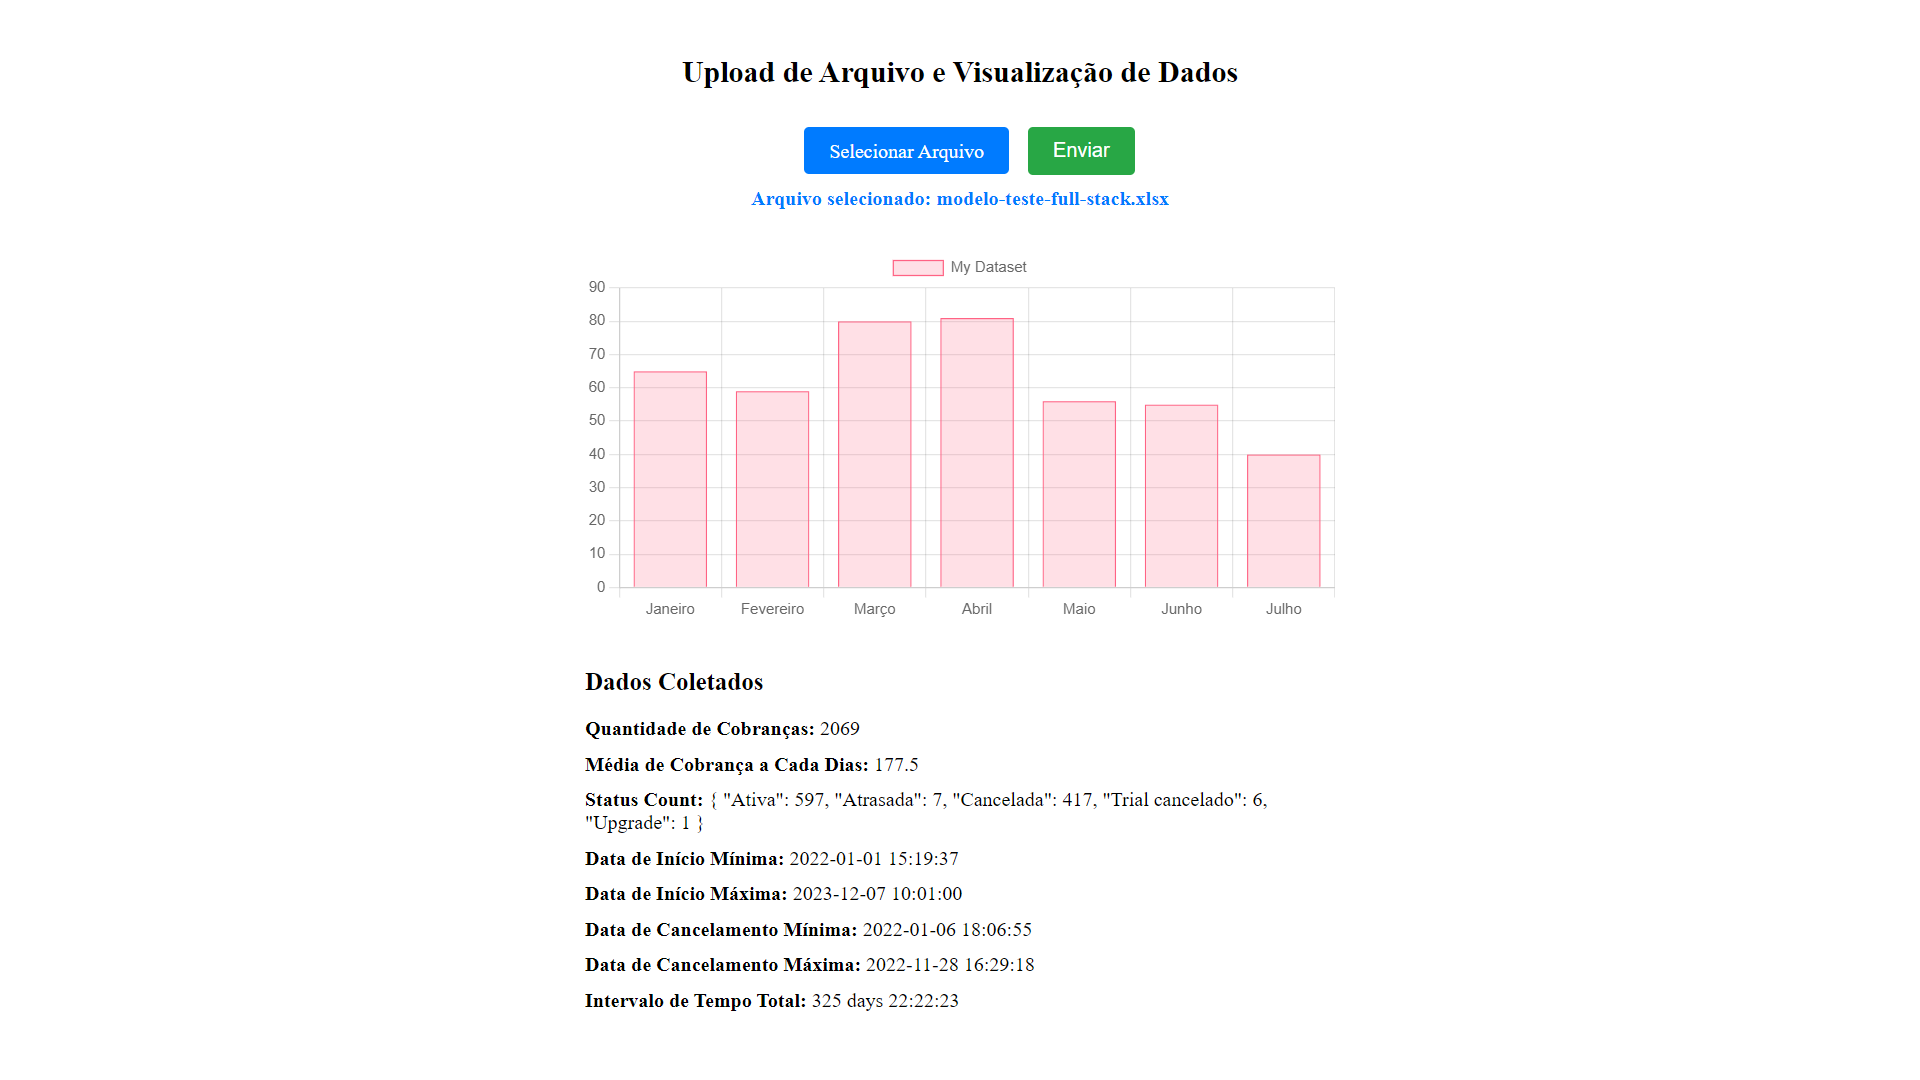 Upload de Arquivo e Visualização de Dados
Selecionar Arquivo
Enviar
Arquivo selecionado: modelo-teste-full-stack.xlsx
My Dataset
90
80
70
60
50
40
30
20
10
0
Janeiro Fevereiro Março Abril Maio Junho Julho
Dados Coletados
Quantidade de Cobranças: 2069
Média de Cobrança a Cada Dias: 177.5
Status Count: { "Ativa": 597, "Atrasada": 7, "Cancelada": 417, "Trial cancelado": 6,
"Upgrade": 1 }
Data de Início Mínima: 2022-01-01 15:19:37
Data de Início Máxima: 2023-12-07 10:01:00
Data de Cancelamento Mínima: 2022-01-06 18:06:55
Data de Cancelamento Máxima: 2022-11-28 16:29:18
Intervalo de Tempo Total: 325 days 22:22:23